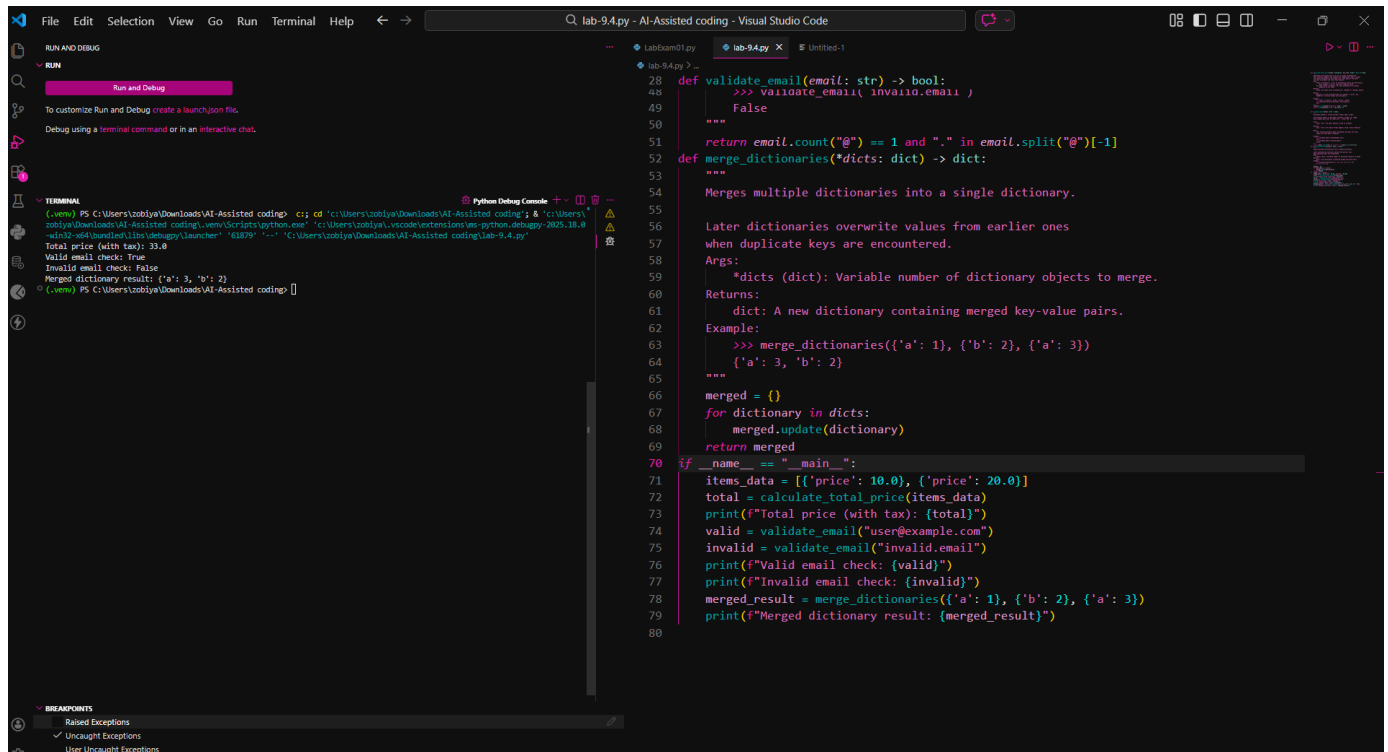 File Edit Selection View Go Run Terminal Help
lab-9.4.py - AI-Assisted coding - Visual Studio Code
RUN AND DEBUG
RUN
Run and Debug
To customize Run and Debug create a launch.json file.
Debug using a terminal command or in an interactive chat.
TERMINAL
Python Debug Console
(.venv) PS C:\Users\zobiya\Downloads\AI-Assisted coding> c:; cd 'c:\Users\zobiya\Downloads\AI-Assisted coding'; & 'c:\Users\
zobiya\Downloads\AI-Assisted coding\.venv\Scripts\python.exe' 'c:\Users\zobiya\.vscode\extensions\ms-python.debugpy-2025.18.0
-win32-x64\bundled\libs\debugpy\launcher' '61879' '--' 'C:\Users\zobiya\Downloads\AI-Assisted coding\lab-9.4.py'
Total price (with tax): 33.0
Valid email check: True
Invalid email check: False
Merged dictionary result: {'a': 3, 'b': 2}
(.venv) PS C:\Users\zobiya\Downloads\AI-Assisted coding>
BREAKPOINTS
Raised Exceptions
Uncaught Exceptions
User Uncaught Exceptions
LabExam01.py lab-9.4.py Untitled-1
lab-9.4.py > ...
28 def validate_email(email: str) -> bool:
48 >>> validate_email( invalid.email )
49 False
50 """
51 return email.count("@") == 1 and "." in email.split("@")[-1]
52 def merge_dictionaries(*dicts: dict) -> dict:
53 """
54 Merges multiple dictionaries into a single dictionary.
55
56 Later dictionaries overwrite values from earlier ones
57 when duplicate keys are encountered.
58 Args:
59 *dicts (dict): Variable number of dictionary objects to merge.
60 Returns:
61 dict: A new dictionary containing merged key-value pairs.
62 Example:
63 >>> merge_dictionaries({'a': 1}, {'b': 2}, {'a': 3})
64 {'a': 3, 'b': 2}
65 """
66 merged = {}
67 for dictionary in dicts:
68 merged.update(dictionary)
69 return merged
70 if __name__ == "__main__":
71 items_data = [{'price': 10.0}, {'price': 20.0}]
72 total = calculate_total_price(items_data)
73 print(f"Total price (with tax): {total}")
74 valid = validate_email("user@example.com")
75 invalid = validate_email("invalid.email")
76 print(f"Valid email check: {valid}")
77 print(f"Invalid email check: {invalid}")
78 merged_result = merge_dictionaries({'a': 1}, {'b': 2}, {'a': 3})
79 print(f"Merged dictionary result: {merged_result}")
80